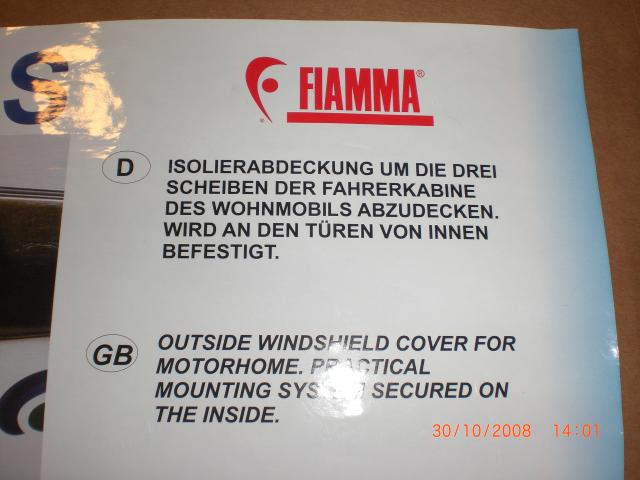 S
FIAMMA®
D
ISOLIERABDECKUNG UM DIE DREI
SCHEIBEN DER FAHRERKABINE
DES WOHNMOBILS ABZUDECKEN.
WIRD AN DEN TÜREN VON INNEN
BEFESTIGT.
GB
OUTSIDE WINDSHIELD COVER FOR
MOTORHOME. PRACTICAL
MOUNTING SYSTEM SECURED ON
THE INSIDE.
30/10/2008 14:01